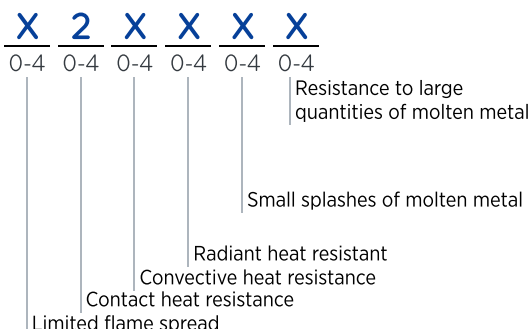 X 2 X X X X
0-4 0-4 0-4 0-4 0-4 0-4
Resistance to large
quantities of molten metal
Small splashes of molten metal
Radiant heat resistant
Convective heat resistance
Contact heat resistance
Limited flame spread